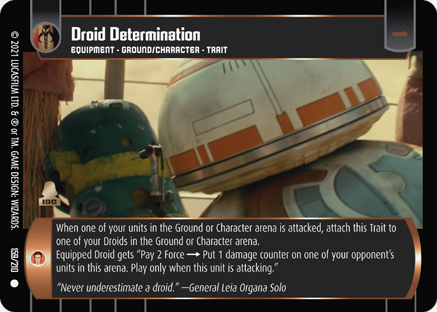 Droid Determination
EQUIPMENT - GROUND/CHARACTER - TRAIT
© 2021 LUCASFILM LTD. & ® or TM. GAME DESIGN: WIZARDS.
159/210
IDC
When one of your units in the Ground or Character arena is attacked, attach this Trait to
one of your Droids in the Ground or Character arena.
Equipped Droid gets “Pay 2 Force → Put 1 damage counter on one of your opponent's
units in this arena. Play only when this unit is attacking.”
“Never underestimate a droid.” —General Leia Organa Solo